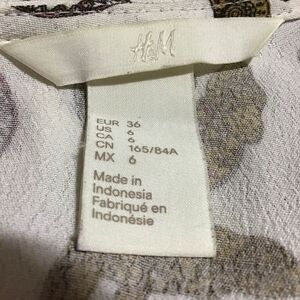 H&M
EUR 36
US 6
CA 6
CN 165/84A
MX 6
Made in
Indonesia
Fabriqué en
Indonésie